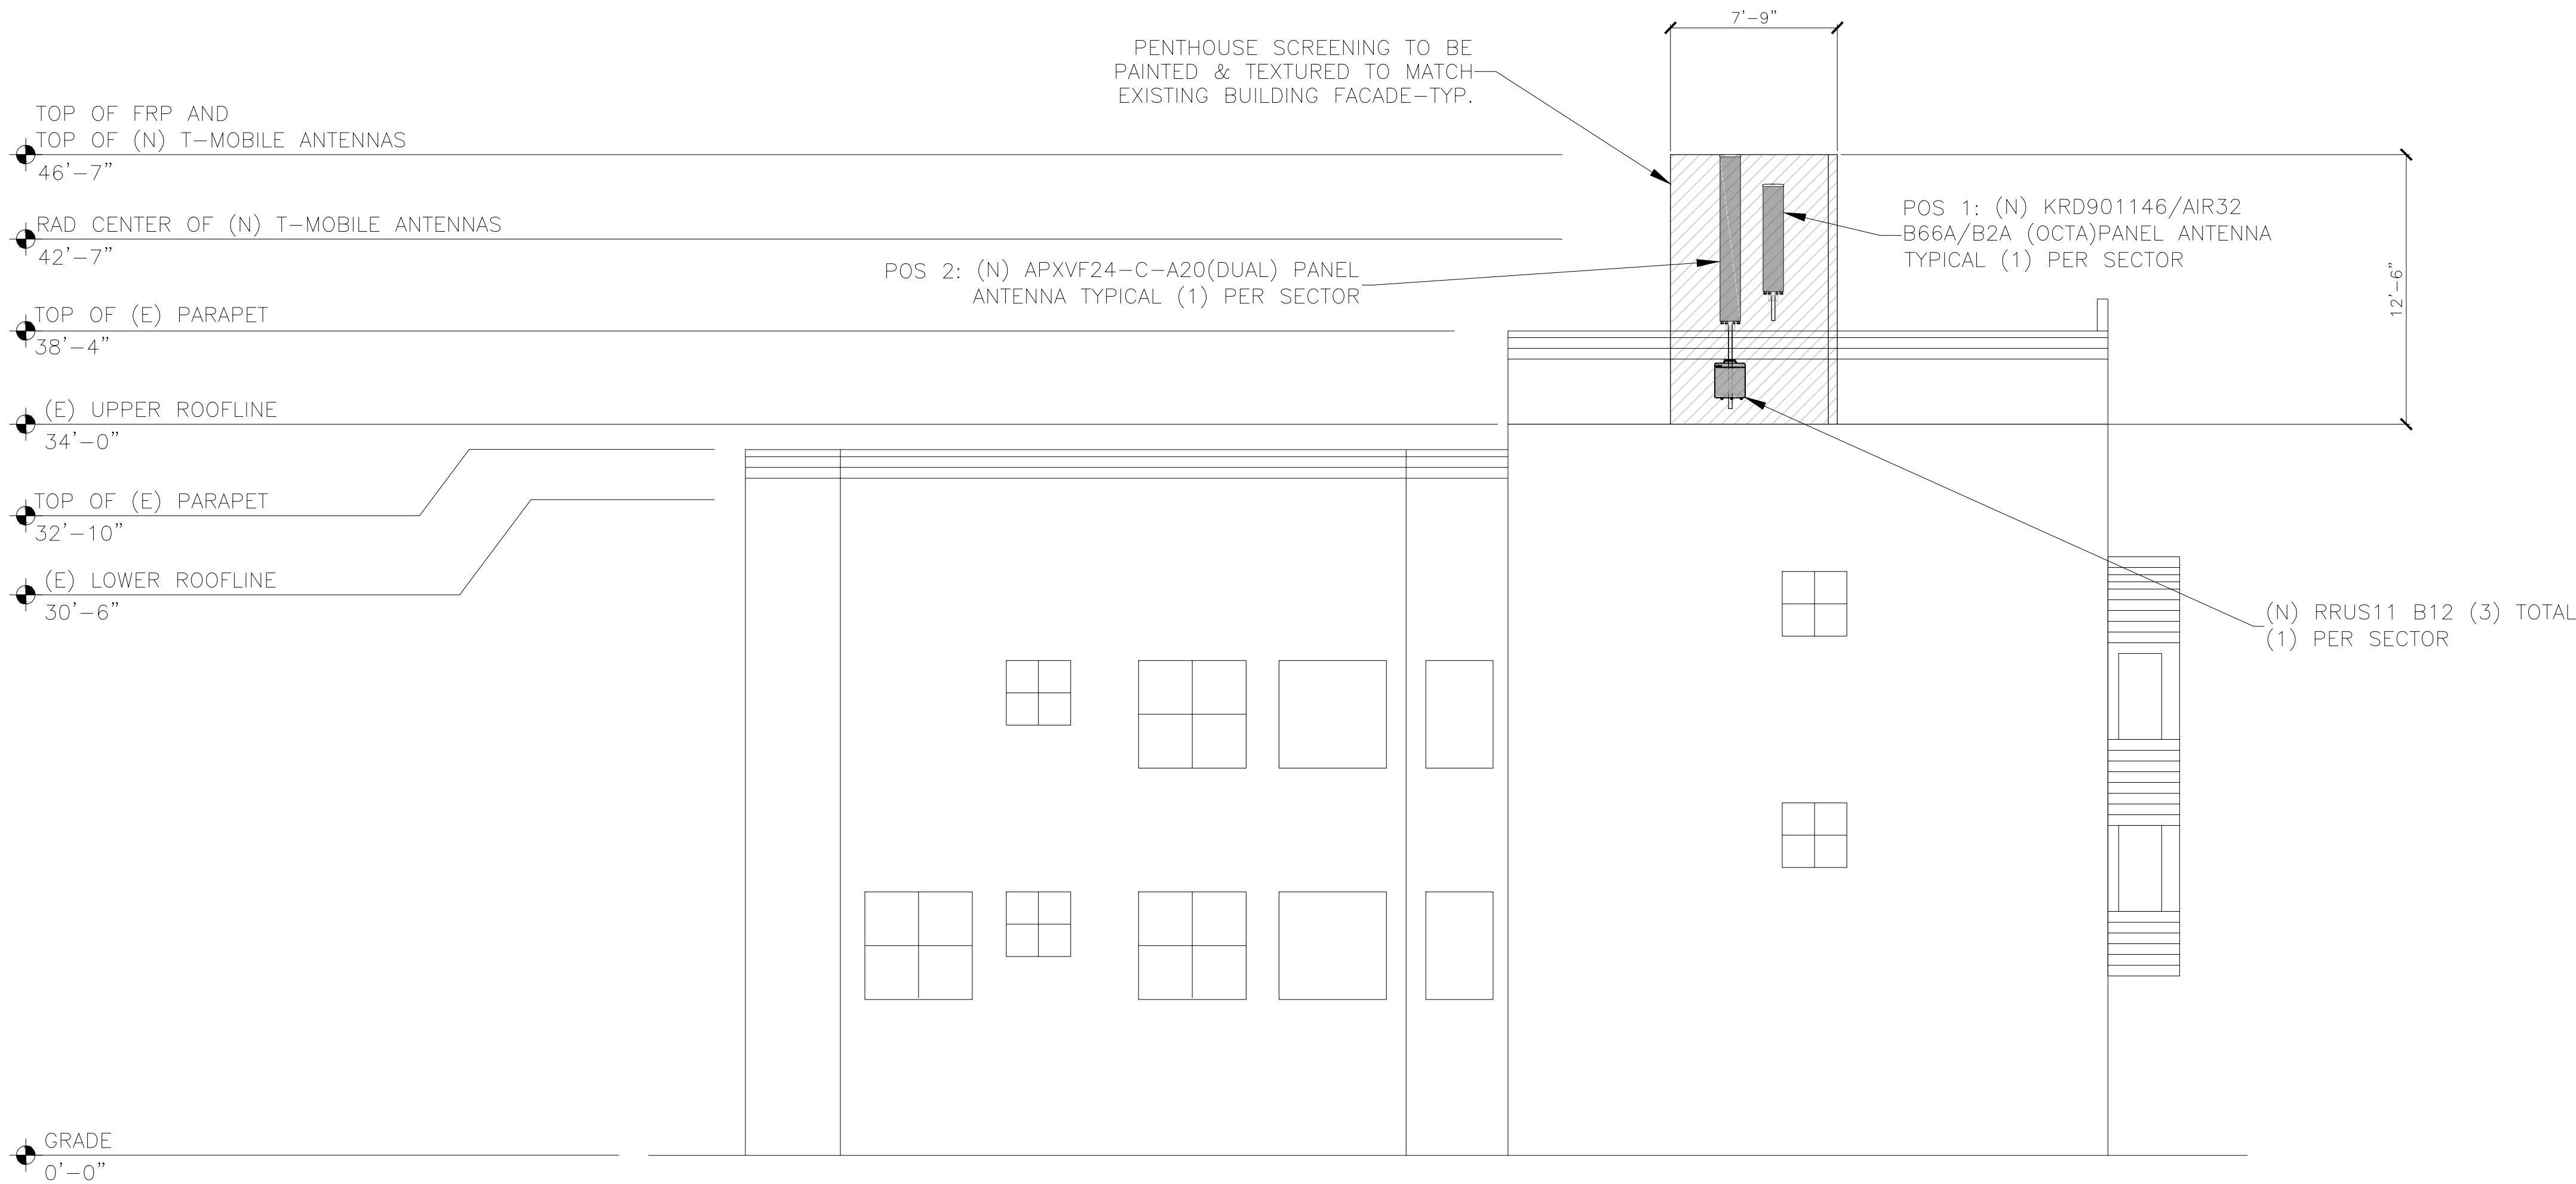 7'-9"
PENTHOUSE SCREENING TO BE
PAINTED & TEXTURED TO MATCH
EXISTING BUILDING FACADE-TYP.
TOP OF FRP AND
TOP OF (N) T-MOBILE ANTENNAS
46'-7"
RAD CENTER OF (N) T-MOBILE ANTENNAS
42'-7"
POS 1: (N) KRD901146/AIR32
B66A/B2A (OCTA)PANEL ANTENNA
TYPICAL (1) PER SECTOR
12'-6"
POS 2: (N) APXVF24-C-A20(DUAL) PANEL
ANTENNA TYPICAL (1) PER SECTOR
TOP OF (E) PARAPET
38'-4"
(E) UPPER ROOFLINE
34'-0"
TOP OF (E) PARAPET
32'-10"
(E) LOWER ROOFLINE
30'-6"
(N) RRUS11 B12 (3) TOTAL
(1) PER SECTOR
GRADE
0'-0"